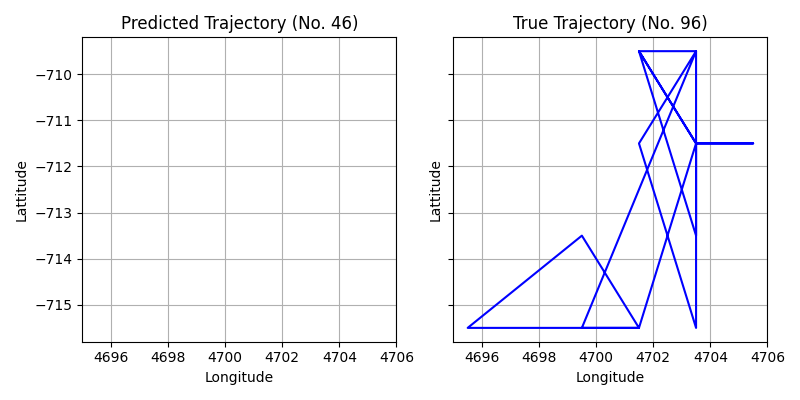 Predicted Trajectory (No. 46)
True Trajectory (No. 96)
Lattitude
−710
−711
−712
−713
−714
−715
4696 4698 4700 4702 4704 4706
Longitude
Lattitude
4696 4698 4700 4702 4704 4706
Longitude